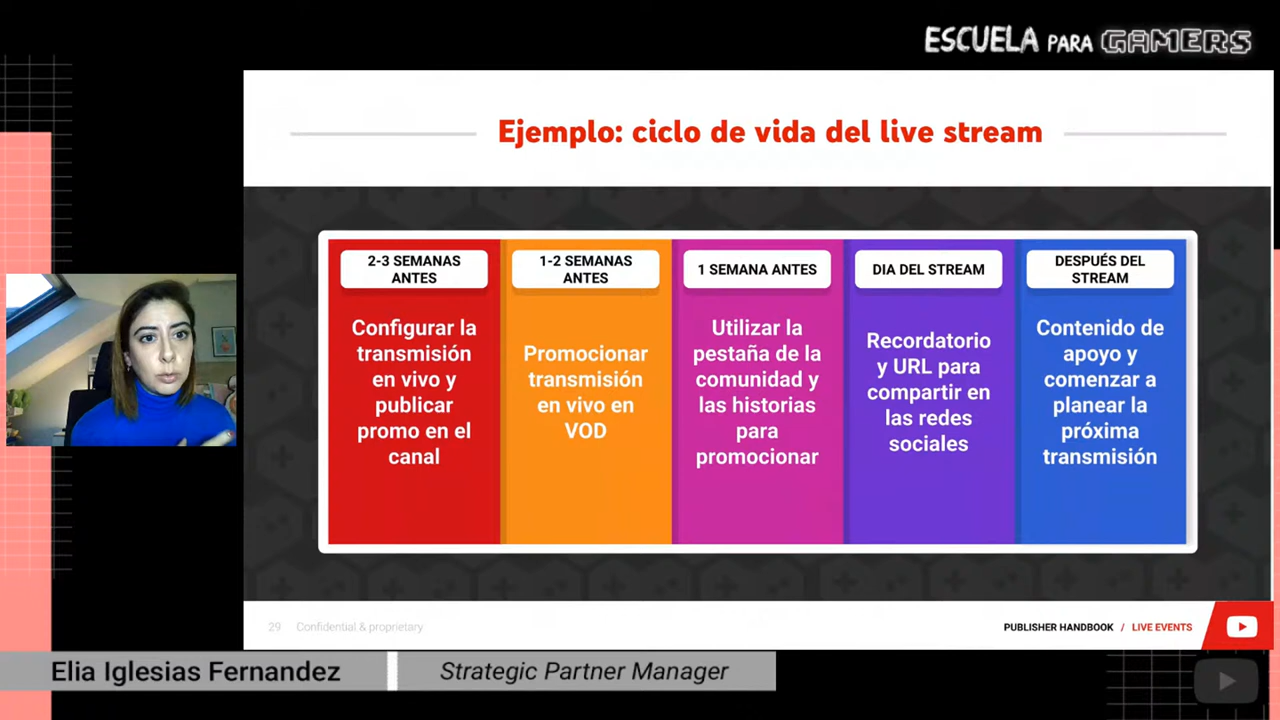 ESCUELA PARA GAMERS
Ejemplo: ciclo de vida del live stream
2-3 SEMANAS
ANTES
Configurar la
transmisión
en vivo y
publicar
promo en el
canal
1-2 SEMANAS
ANTES
Promocionar
transmisión
en vivo en
VOD
1 SEMANA ANTES
Utilizar la
pestaña de la
comunidad y
las historias
para
promocionar
DIA DEL STREAM
Recordatorio
y URL para
compartir en
las redes
sociales
DESPUÉS DEL
STREAM
Contenido de
apoyo y
comenzar a
planear la
próxima
transmisión
29 Confidential & proprietary
PUBLISHER HANDBOOK / LIVE EVENTS
Elia Iglesias Fernandez
Strategic Partner Manager